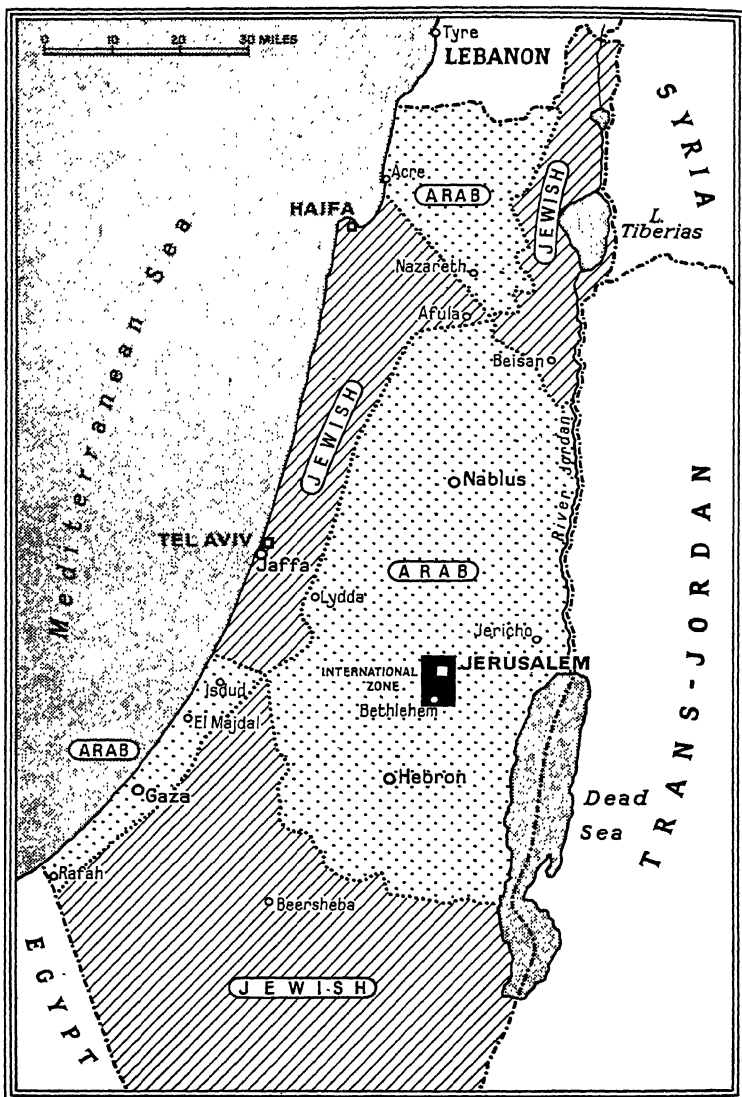 0 20 30 MILES
Tyre
LEBANON
SYRIA
Acre
ARAB
HAIFA
JEWISH
L.
Tiberias
Nazareth
Afula
Beisan
Mediterranean Sea
JEWISH
Nablus
River Jordan
TEL AVIV
Jaffa
ARAB
Lydda
Jericho
TRANS-JORDAN
JERUSALEM
INTERNATIONAL
ZONE
Bethlehem
Isdud
El Majdal
ARAB
Gaza
Hebron
Dead
Sea
Rafah
Beersheba
EGYPT
JEWISH